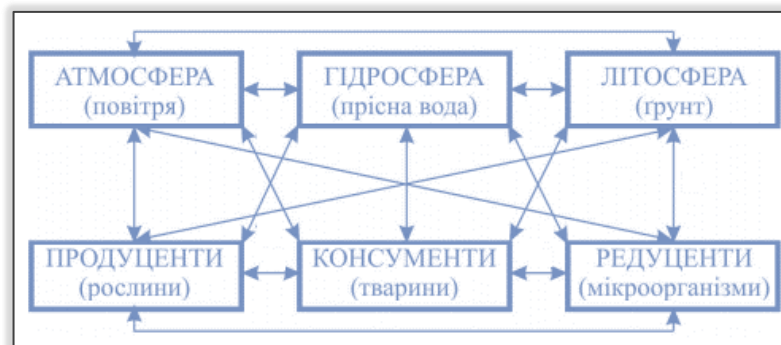 АТМОСФЕРА
(повітря)
ГІДРОСФЕРА
(прісна вода)
ЛІТОСФЕРА
(ґрунт)
ПРОДУЦЕНТИ
(рослини)
КОНСУМЕНТИ
(тварини)
РЕДУЦЕНТИ
(мікроорганізми)